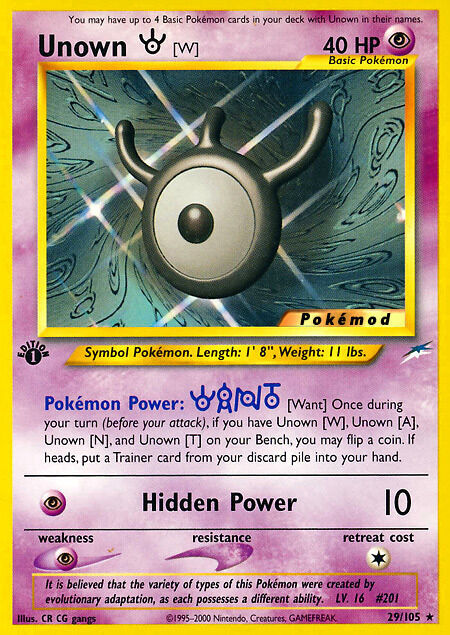 You may have up to 4 Basic Pokémon cards in your deck with Unown in their names.
Unown [W] 40 HP
Basic Pokémon
Pokémod
EDITION
1
Symbol Pokémon. Length: 1' 8", Weight: 11 lbs.
Pokémon Power: WANT [Want] Once during
your turn (before your attack), if you have Unown [W], Unown [A],
Unown [N], and Unown [T] on your Bench, you may flip a coin. If
heads, put a Trainer card from your discard pile into your hand.
Hidden Power 10
weakness resistance retreat cost
It is believed that the variety of types of this Pokémon were created by
evolutionary adaptation, as each possesses a different ability. LV. 16 #201
Illus. CR CG gangs ©1995-2000 Nintendo, Creatures, GAMEFREAK. 29/105 ★